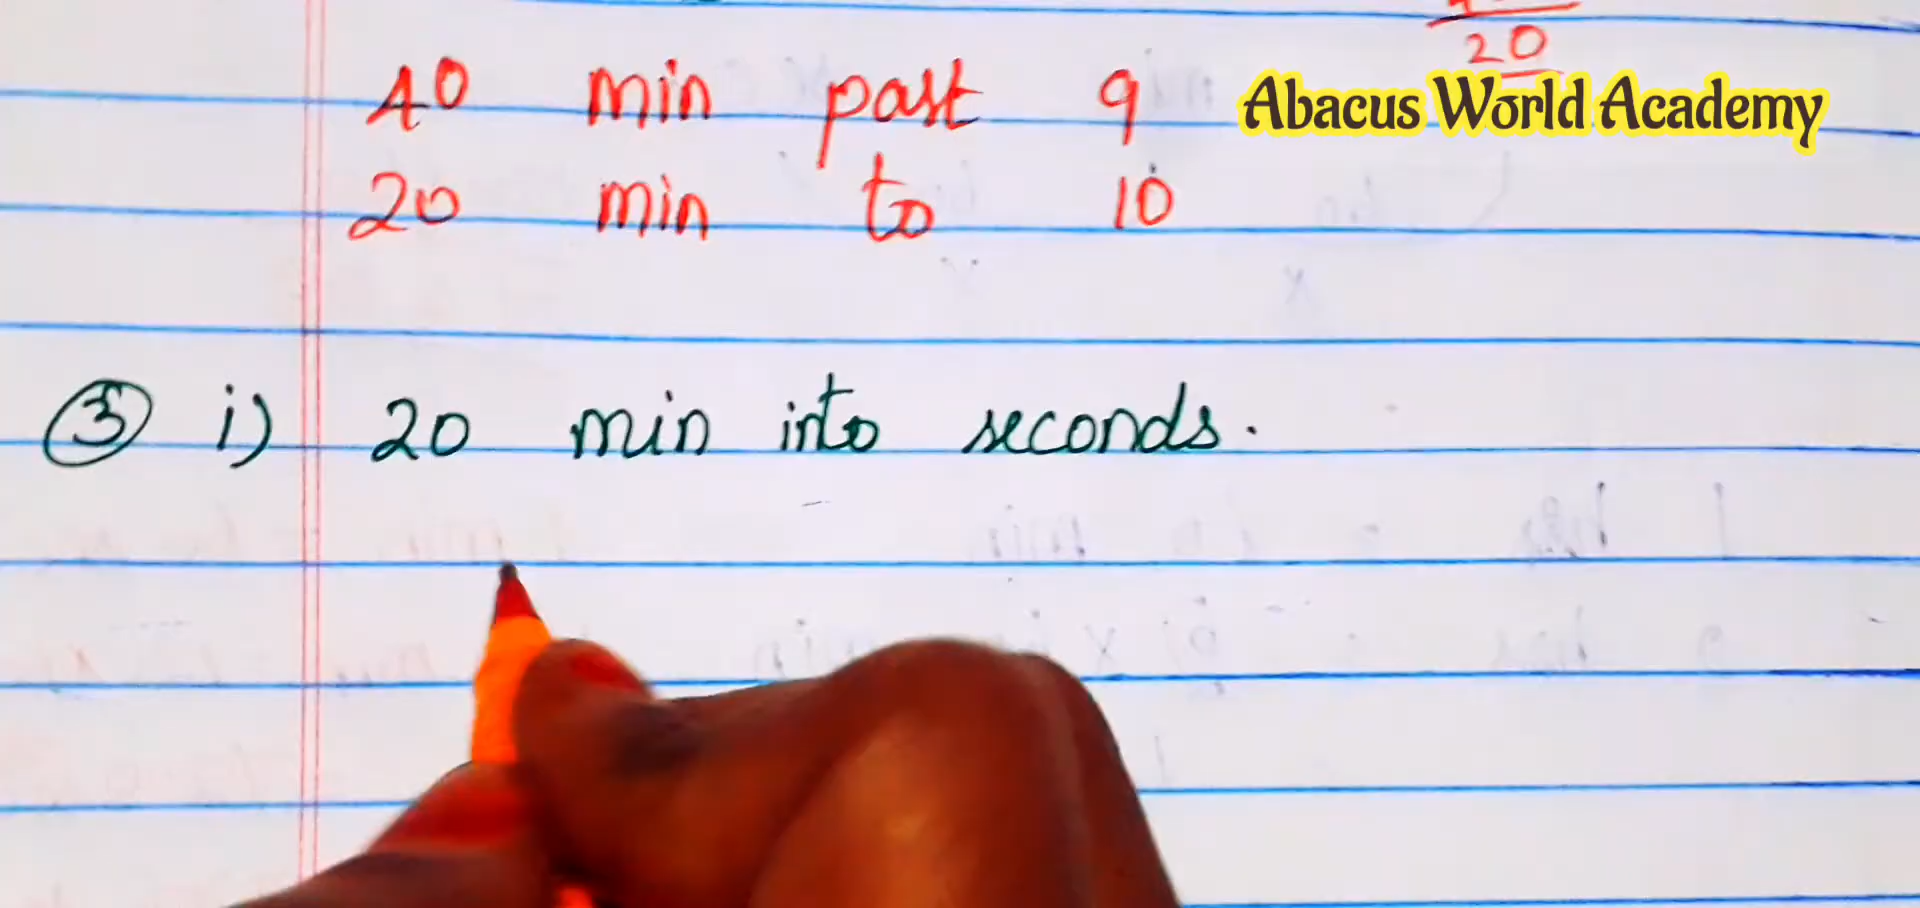 20
40 min past 9
Abacus World Academy
20 min to 10
3 i) 20 min into seconds.